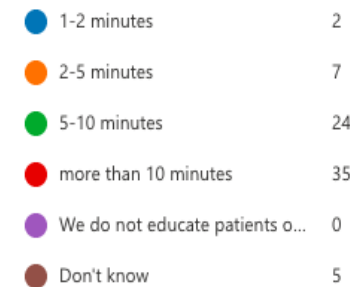 1-2 minutes 2
2-5 minutes 7
5-10 minutes 24
more than 10 minutes 35
We do not educate patients o... 0
Don't know 5